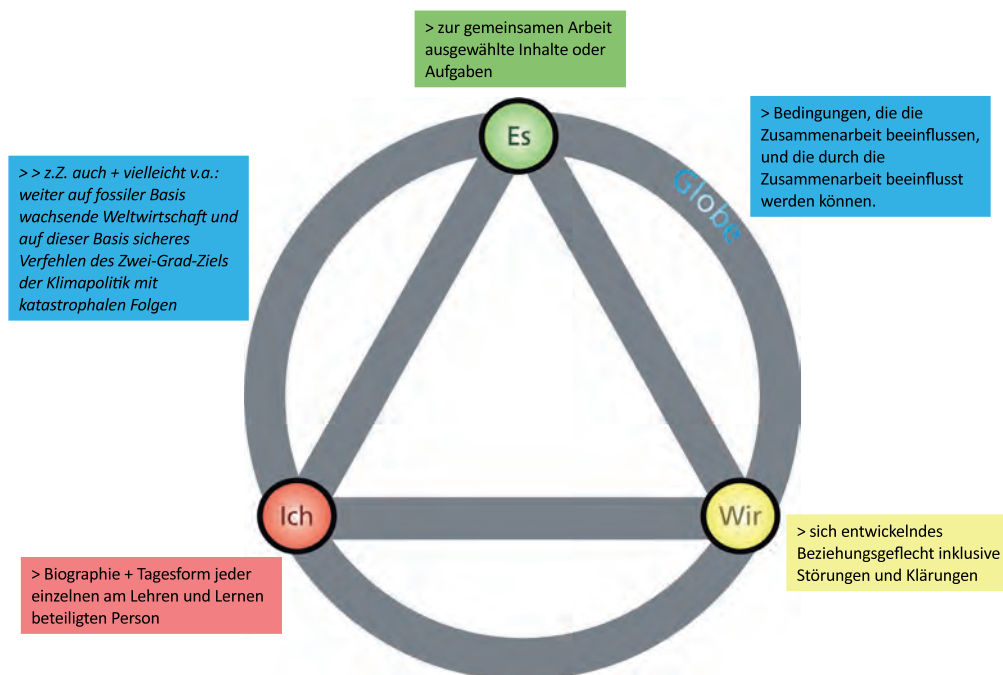 > zur gemeinsamen Arbeit
ausgewählte Inhalte oder
Aufgaben
Es
> Bedingungen, die die
Zusammenarbeit beeinflussen,
und die durch die
Zusammenarbeit beeinflusst
werden können.
Globe
> > z.Z. auch + vielleicht v.a.:
weiter auf fossiler Basis
wachsende Weltwirtschaft und
auf dieser Basis sicheres
Verfehlen des Zwei-Grad-Ziels
der Klimapolitik mit
katastrophalen Folgen
Ich
Wir
> Biographie + Tagesform jeder
einzelnen am Lehren und Lernen
beteiligten Person
> sich entwickelndes
Beziehungsgeflecht inklusive
Störungen und Klärungen